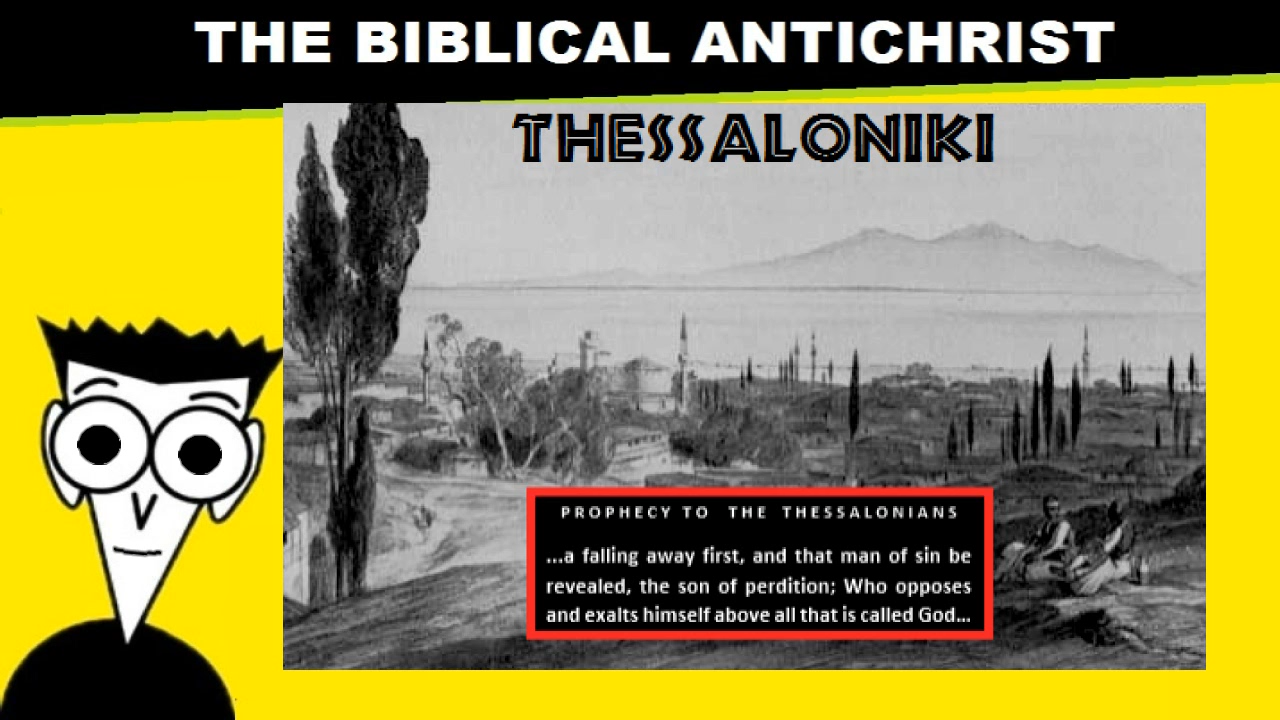 THE BIBLICAL ANTICHRIST
THESSALONIKI
PROPHECY TO THE THESSALONIANS
...a falling away first, and that man of sin be
revealed, the son of perdition; Who opposes
and exalts himself above all that is called God...